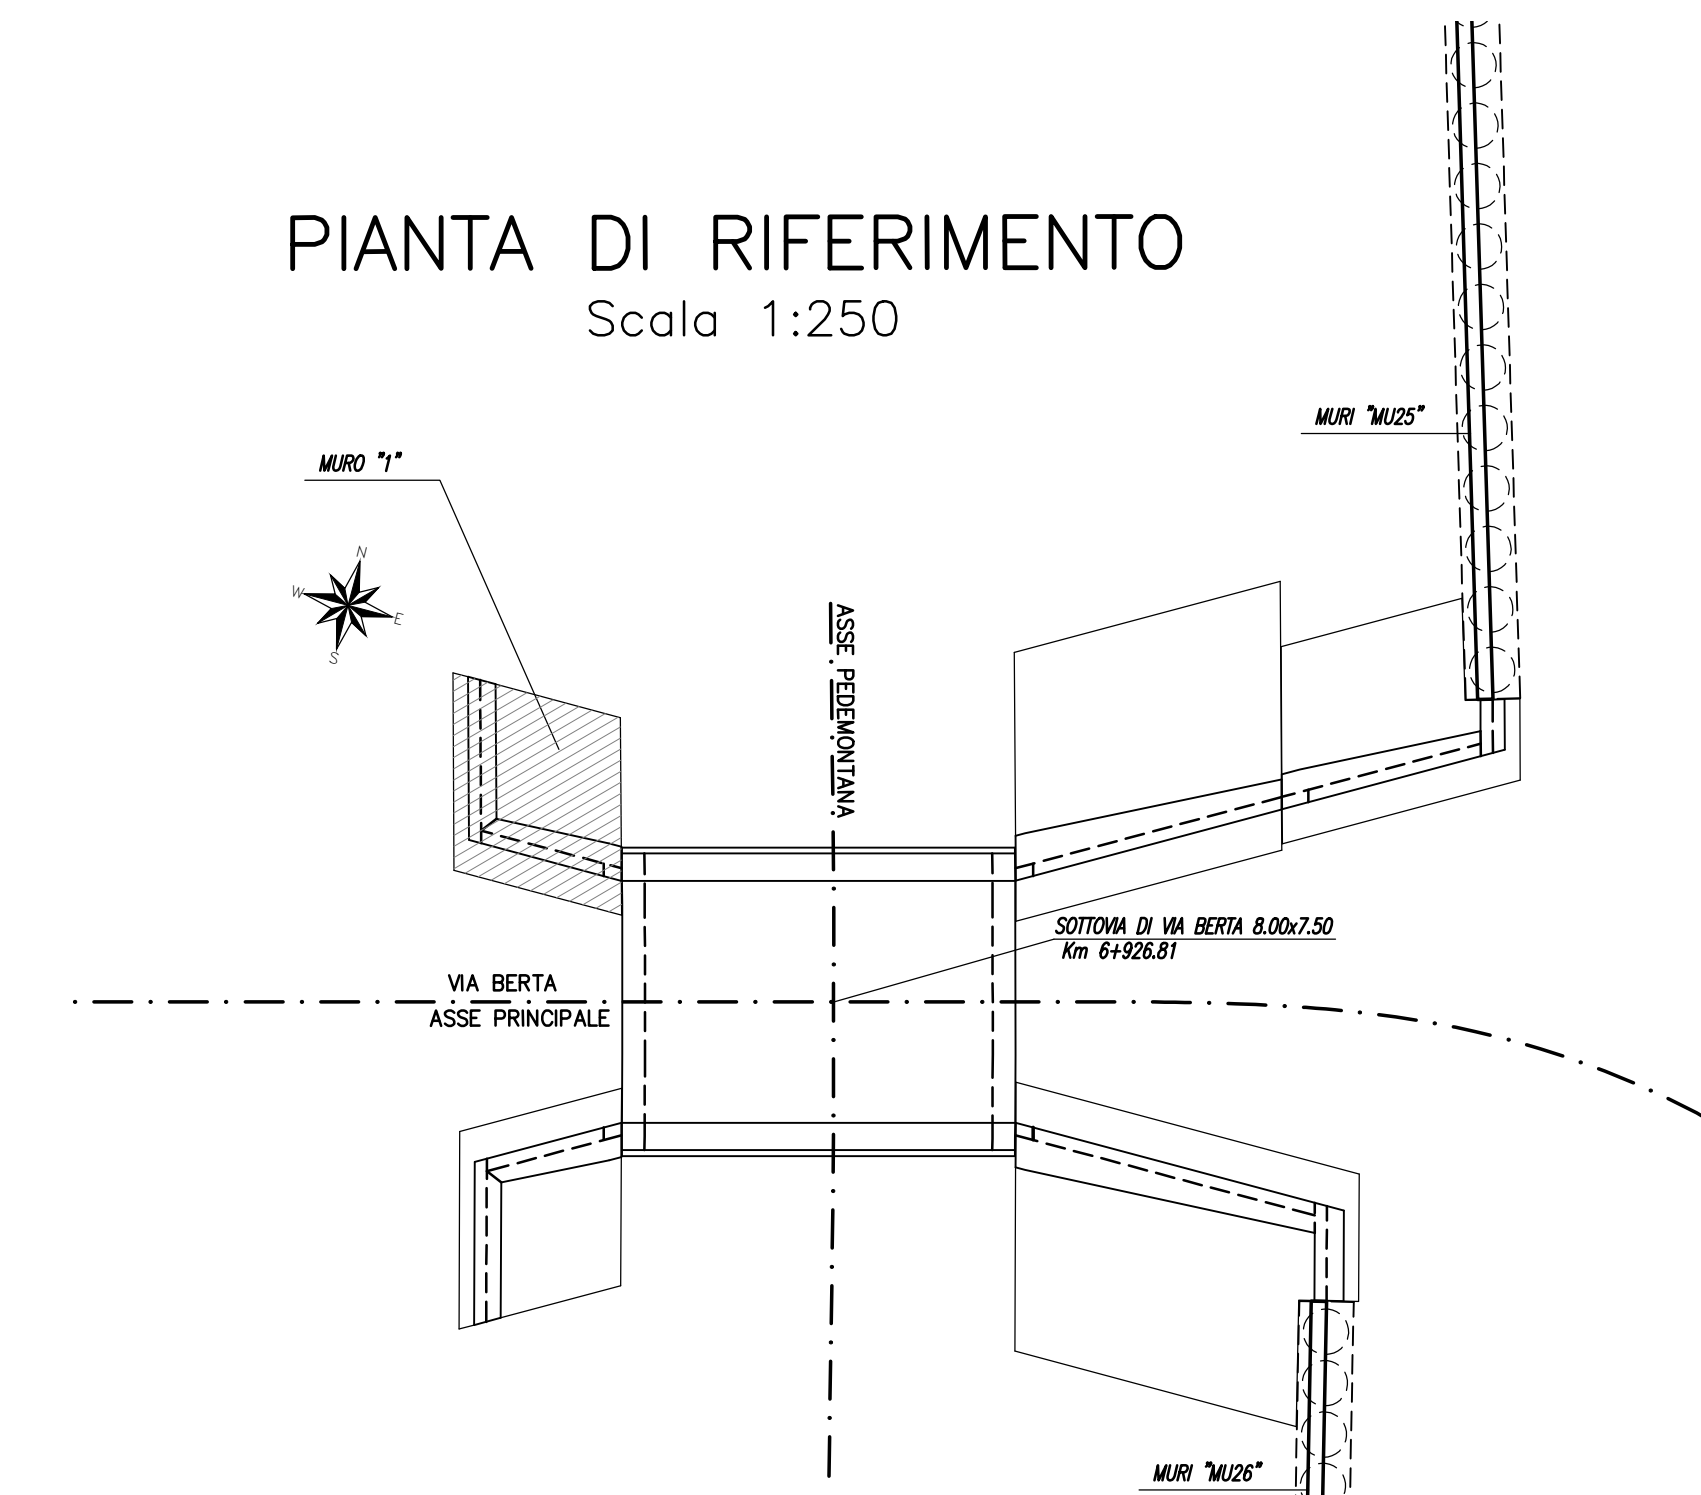 PIANTA DI RIFERIMENTO
Scala 1:250
MURI "MU25"
MURO "1"
N
W
E
S
ASSE PEDEMONTANA
SOTTOVIA DI VIA BERTA 8.00x7.50
Km 6+926.81
VIA BERTA
ASSE PRINCIPALE
MURI "MU26"